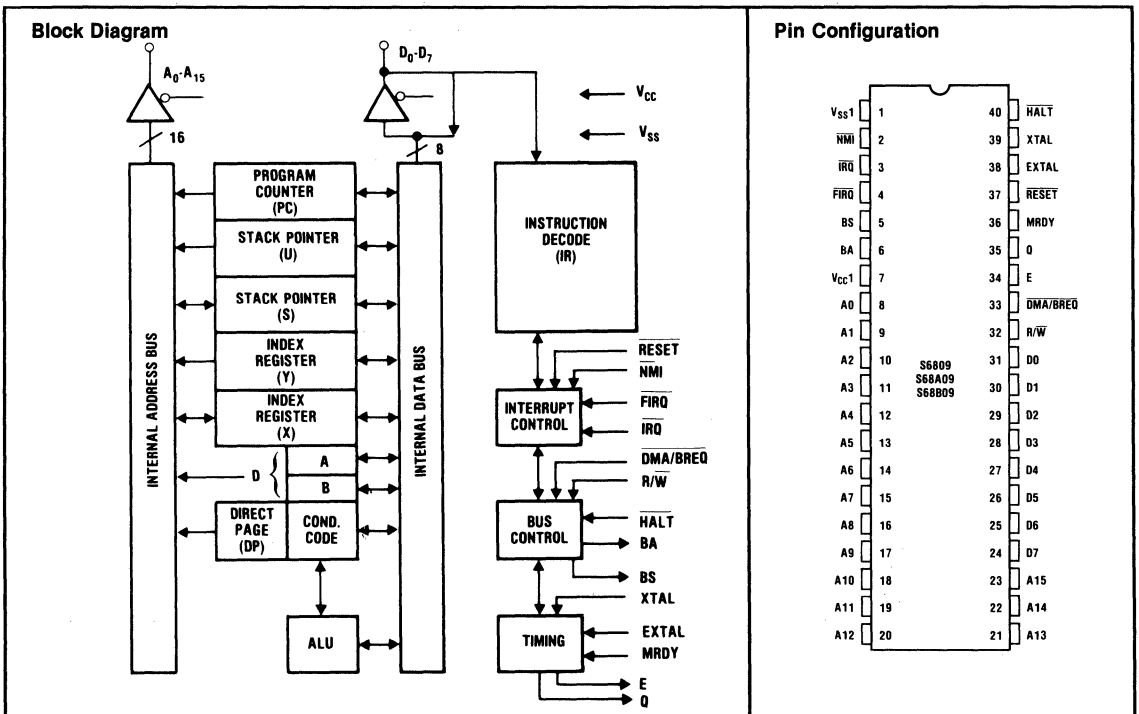 Block Diagram
A₀-A₁₅
D₀-D₇
V_CC
V_SS
16
8
INTERNAL ADDRESS BUS
PROGRAM
COUNTER
(PC)
STACK POINTER
(U)
STACK POINTER
(S)
INDEX
REGISTER
(Y)
INDEX
REGISTER
(X)
D {
A
B
DIRECT
PAGE
(DP)
COND.
CODE
ALU
INTERNAL DATA BUS
INSTRUCTION
DECODE
(IR)
RESET
NMI
INTERRUPT
CONTROL
FIRQ
IRQ
DMA/BREQ
R/W
BUS
CONTROL
HALT
BA
BS
XTAL
TIMING
EXTAL
MRDY
E
Q
Pin Configuration
V_SS1 1
NMI 2
IRQ 3
FIRQ 4
BS 5
BA 6
V_CC1 7
A0 8
A1 9
A2 10
A3 11
A4 12
A5 13
A6 14
A7 15
A8 16
A9 17
A10 18
A11 19
A12 20
S6809
S68A09
S68B09
40 HALT
39 XTAL
38 EXTAL
37 RESET
36 MRDY
35 Q
34 E
33 DMA/BREQ
32 R/W
31 D0
30 D1
29 D2
28 D3
27 D4
26 D5
25 D6
24 D7
23 A15
22 A14
21 A13